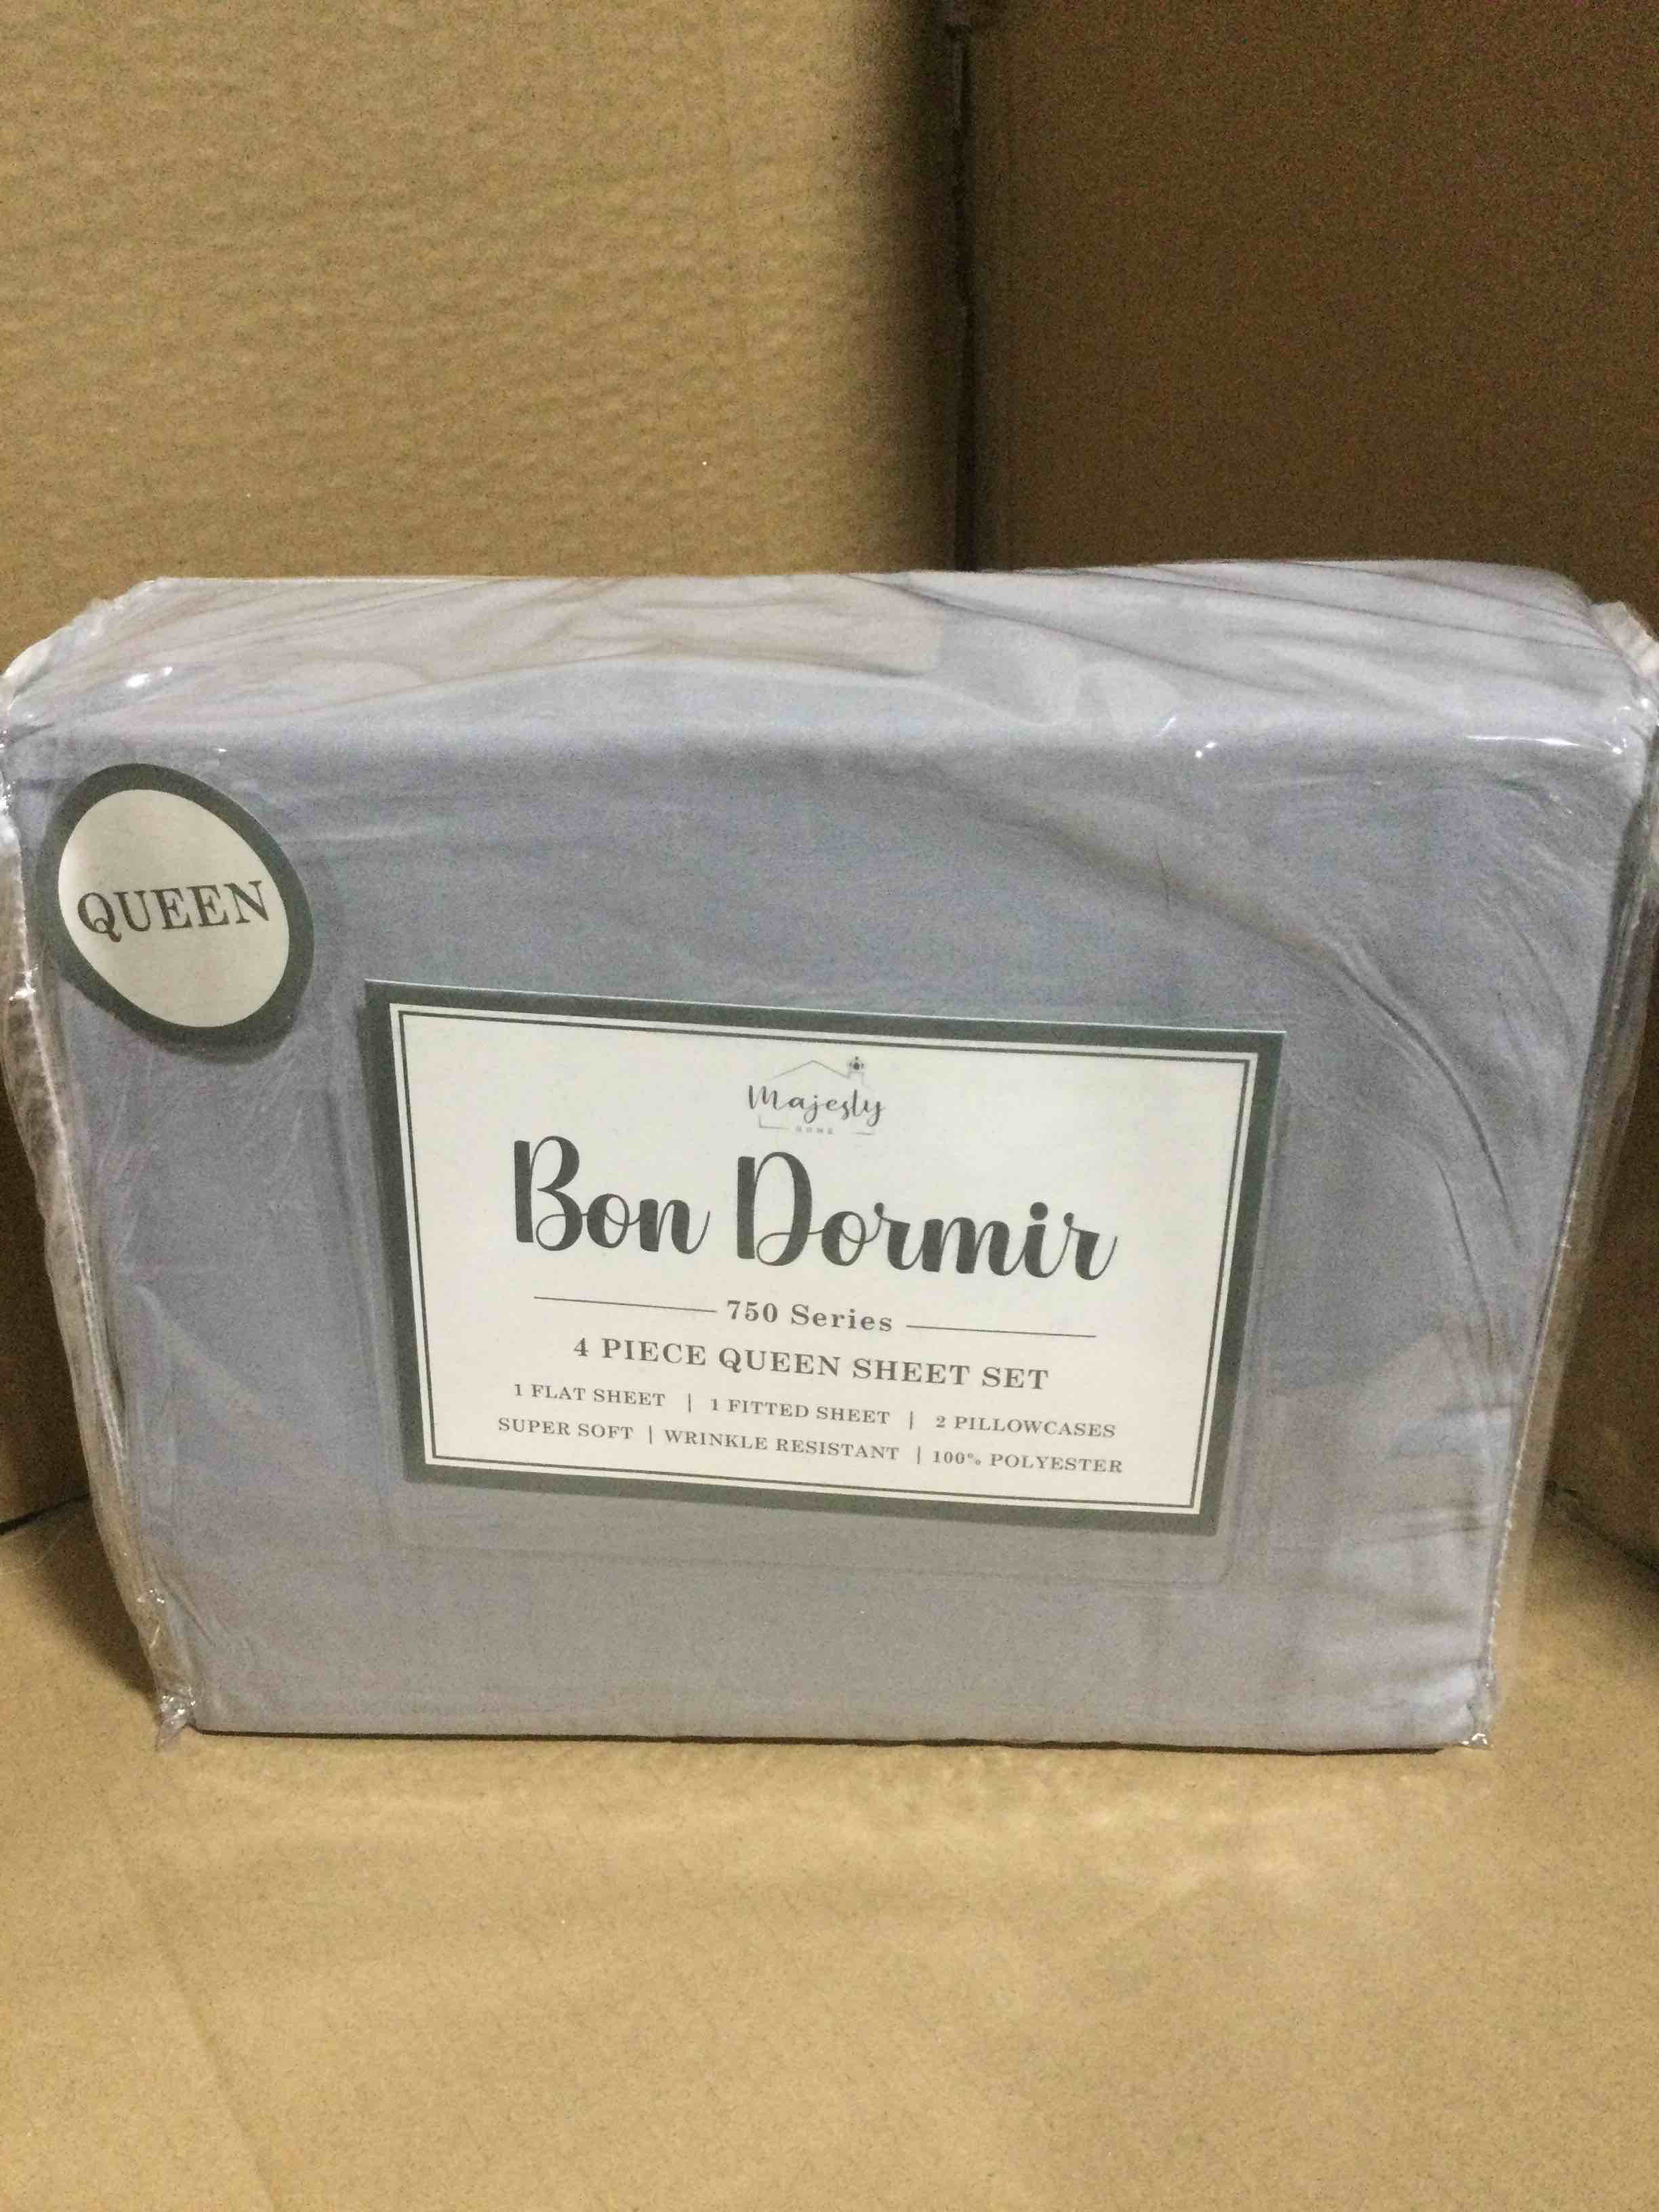 QUEEN
Majesty
HOME
Bon Dormir
750 Series
4 PIECE QUEEN SHEET SET
1 FLAT SHEET | 1 FITTED SHEET | 2 PILLOWCASES
SUPER SOFT | WRINKLE RESISTANT | 100% POLYESTER